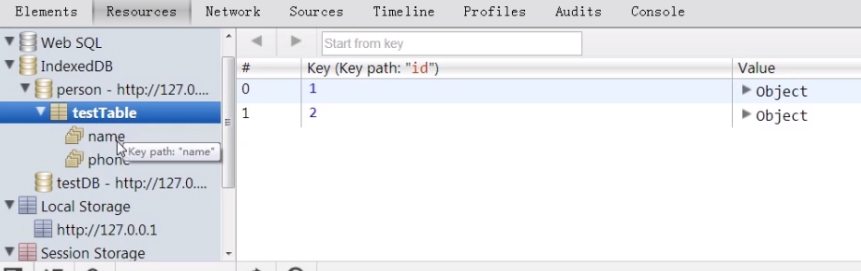 Elements Resources Network Sources Timeline Profiles Audits Console
Web SQL
Start from key
IndexedDB
# Key (Key path: "id") Value
person - http://127.0....
0 1 Object
testTable
1 2 Object
name
Key path: "name"
phone
testDB - http://127.0....
Local Storage
http://127.0.0.1
Session Storage